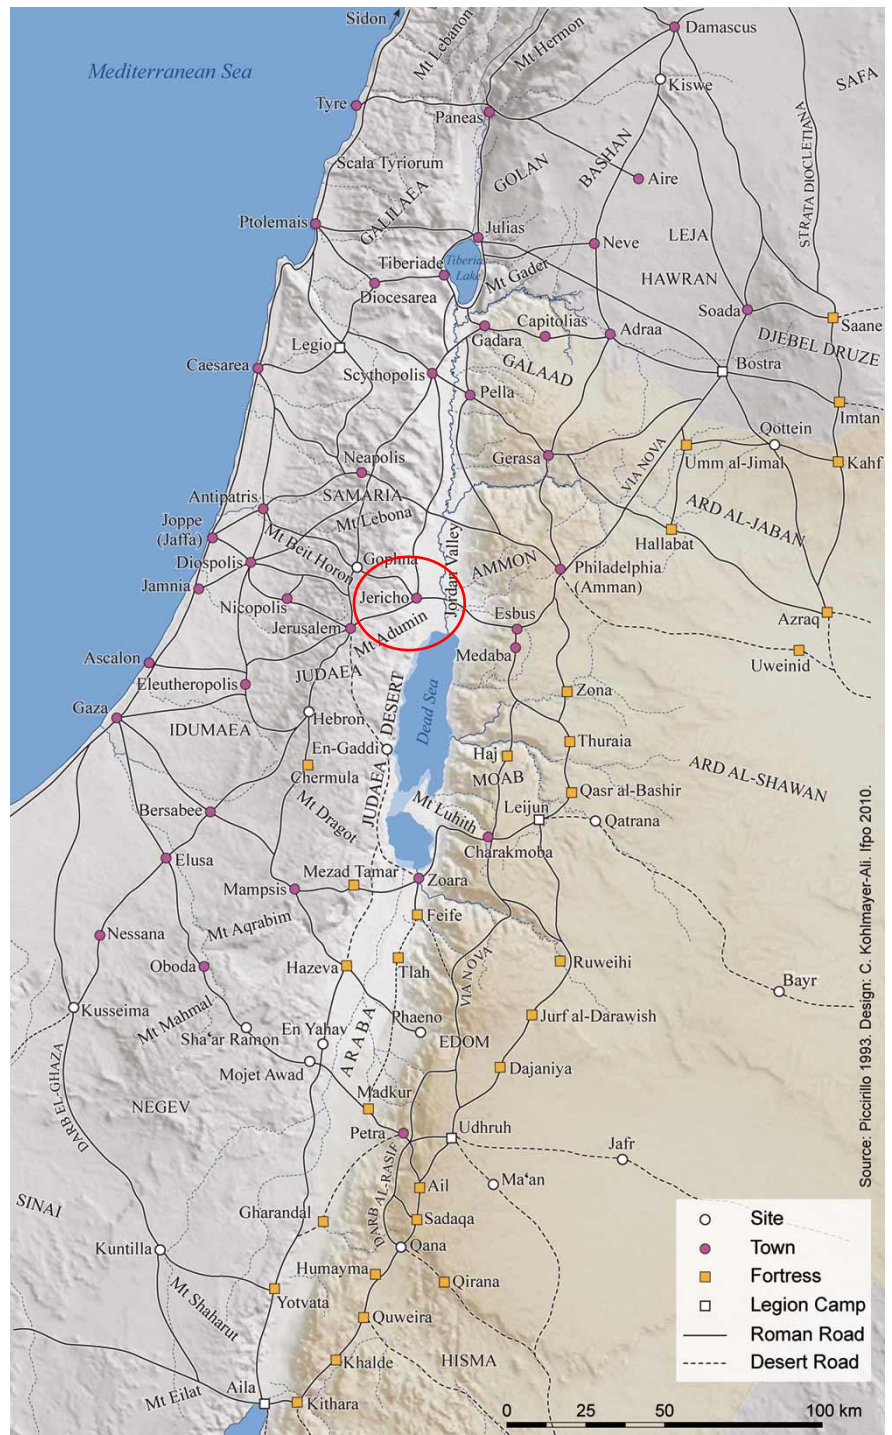 Sidon
Mt Lebanon
Mt Hermon
Damascus
Mediterranean Sea
Kiswe
SAFA
Tyre
Paneas
STRATA DIOCLETIANA
Scala Tyriorum
GOLAN
BASHAN
Aire
GALILAEA
Ptolemais
Julias
Neve
LEJA
Tiberiade
Tiberias
Lake
Mt Gader
HAWRAN
Diocesarea
Soada
Saane
Capitolias
Gadara
Adraa
DJEBEL DRUZE
Legio
Caesarea
Scythopolis
GALAAD
Bostra
Pella
Imtan
Qottein
Neapolis
Gerasa
VIA NOVA
Umm al-Jimal
Kahf
Antipatris
SAMARIA
Mt Lebona
ARD AL-JABAN
Joppe
(Jaffa)
Mt Beit Horon
Hallabat
Diospolis
Gophna
Jordan Valley
AMMON
Philadelphia
(Amman)
Jamnia
Jericho
Nicopolis
Esbus
Azraq
Jerusalem
Mt Adumin
Medaba
Uweinid
Ascalon
JUDAEA
Eleutheropolis
Zona
Gaza
Hebron
IDUMAEA
JUDAEA DESERT
Dead Sea
En-Gaddi
Thuraia
Chermula
Haj
MOAB
ARD AL-SHAWAN
Qasr al-Bashir
Bersabee
Mt Dragot
Mt Luhith
Leijun
Qatrana
Charakmoba
Elusa
Mezad Tamar
Mampsis
Zoara
Feife
Nessana
Mt Aqrabim
Oboda
Hazeva
Tlah
VIA NOVA
Ruweihi
Bayr
Kusseima
Mt Mahmal
Sha'ar Ramon
En Yahav
ARABA
Phaeno
Jurf al-Darawish
EDOM
Mojet Awad
Dajaniya
DARB EL-GHAZA
NEGEV
Madkur
Petra
Udhruh
Jafr
Ma'an
DARB AL-RASIF
Ail
SINAI
Gharandal
Sadaqa
Kuntilla
Qana
Humayma
Qirana
Yotvata
Mt Shaharut
Quweira
Khalde
HISMA
Mt Eilat
Aila
Kithara
Source: Piccirillo 1993. Design: C. Kohlmayer-Ali. Ifpo 2010.
Site
Town
Fortress
Legion Camp
Roman Road
Desert Road
0 25 50 100 km